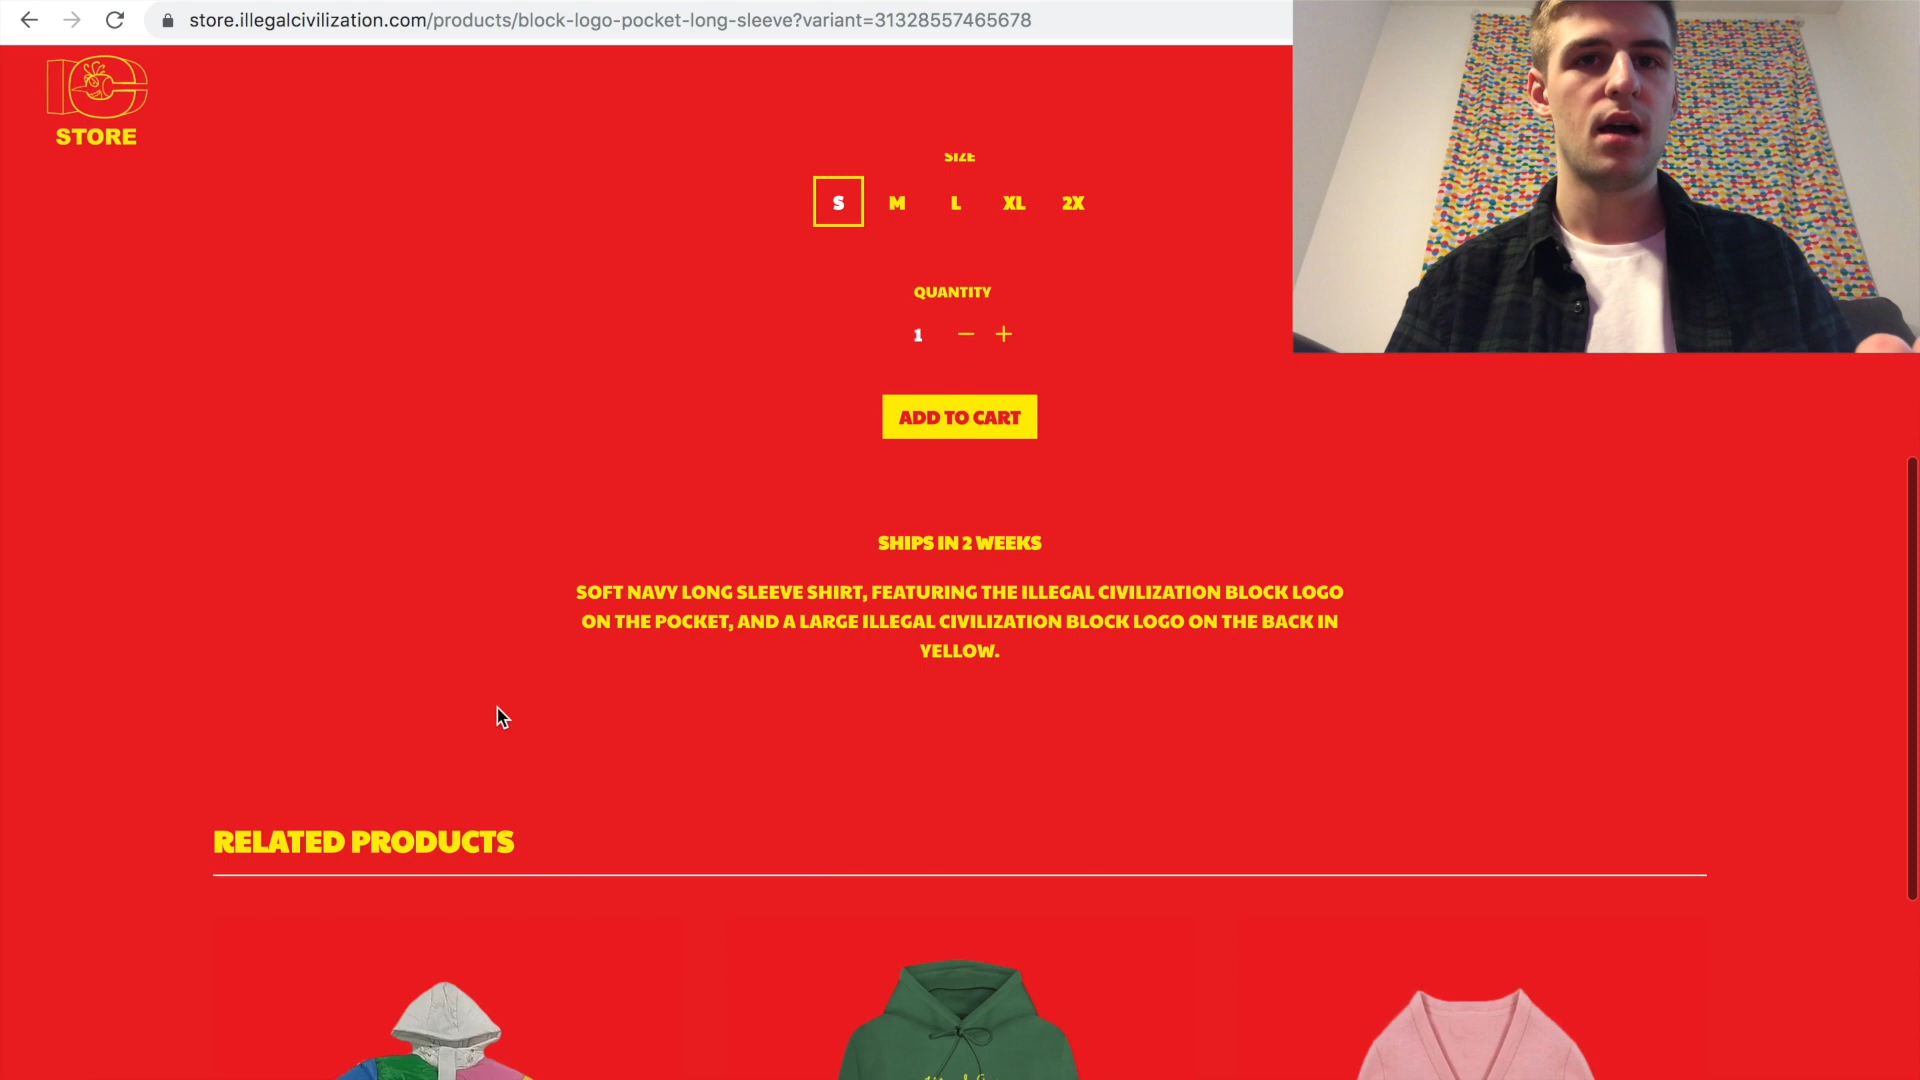 store.illegalcivilization.com/products/block-logo-pocket-long-sleeve?variant=31328557465678
IC
STORE
SIZE
S M L XL 2X
QUANTITY
1 − +
ADD TO CART
SHIPS IN 2 WEEKS
SOFT NAVY LONG SLEEVE SHIRT, FEATURING THE ILLEGAL CIVILIZATION BLOCK LOGO
ON THE POCKET, AND A LARGE ILLEGAL CIVILIZATION BLOCK LOGO ON THE BACK IN
YELLOW.
RELATED PRODUCTS